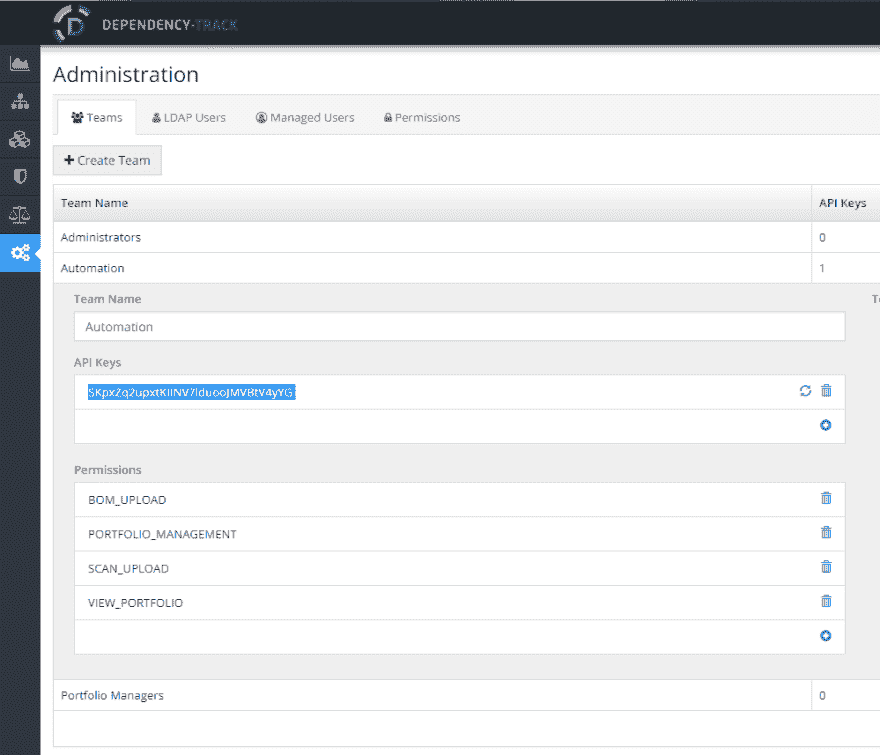 DEPENDENCY-TRACK
Administration
Teams LDAP Users Managed Users Permissions
Create Team
Team Name API Keys
Administrators 0
Automation 1
Team Name
Automation
API Keys
Permissions
BOM_UPLOAD
PORTFOLIO_MANAGEMENT
SCAN_UPLOAD
VIEW_PORTFOLIO
Portfolio Managers 0